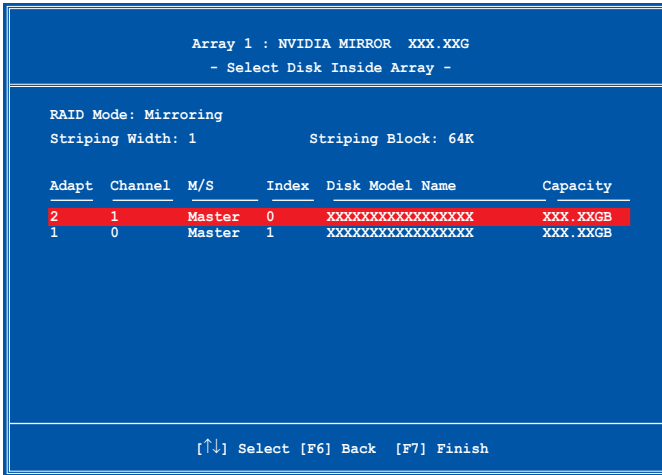 Array 1 : NVIDIA MIRROR XXX.XXG
- Select Disk Inside Array -
RAID Mode: Mirroring
Striping Width: 1 Striping Block: 64K
Adapt Channel M/S Index Disk Model Name Capacity
2 1 Master 0 XXXXXXXXXXXXXXXXX XXX.XXGB
1 0 Master 1 XXXXXXXXXXXXXXXXX XXX.XXGB
[↑↓] Select [F6] Back [F7] Finish